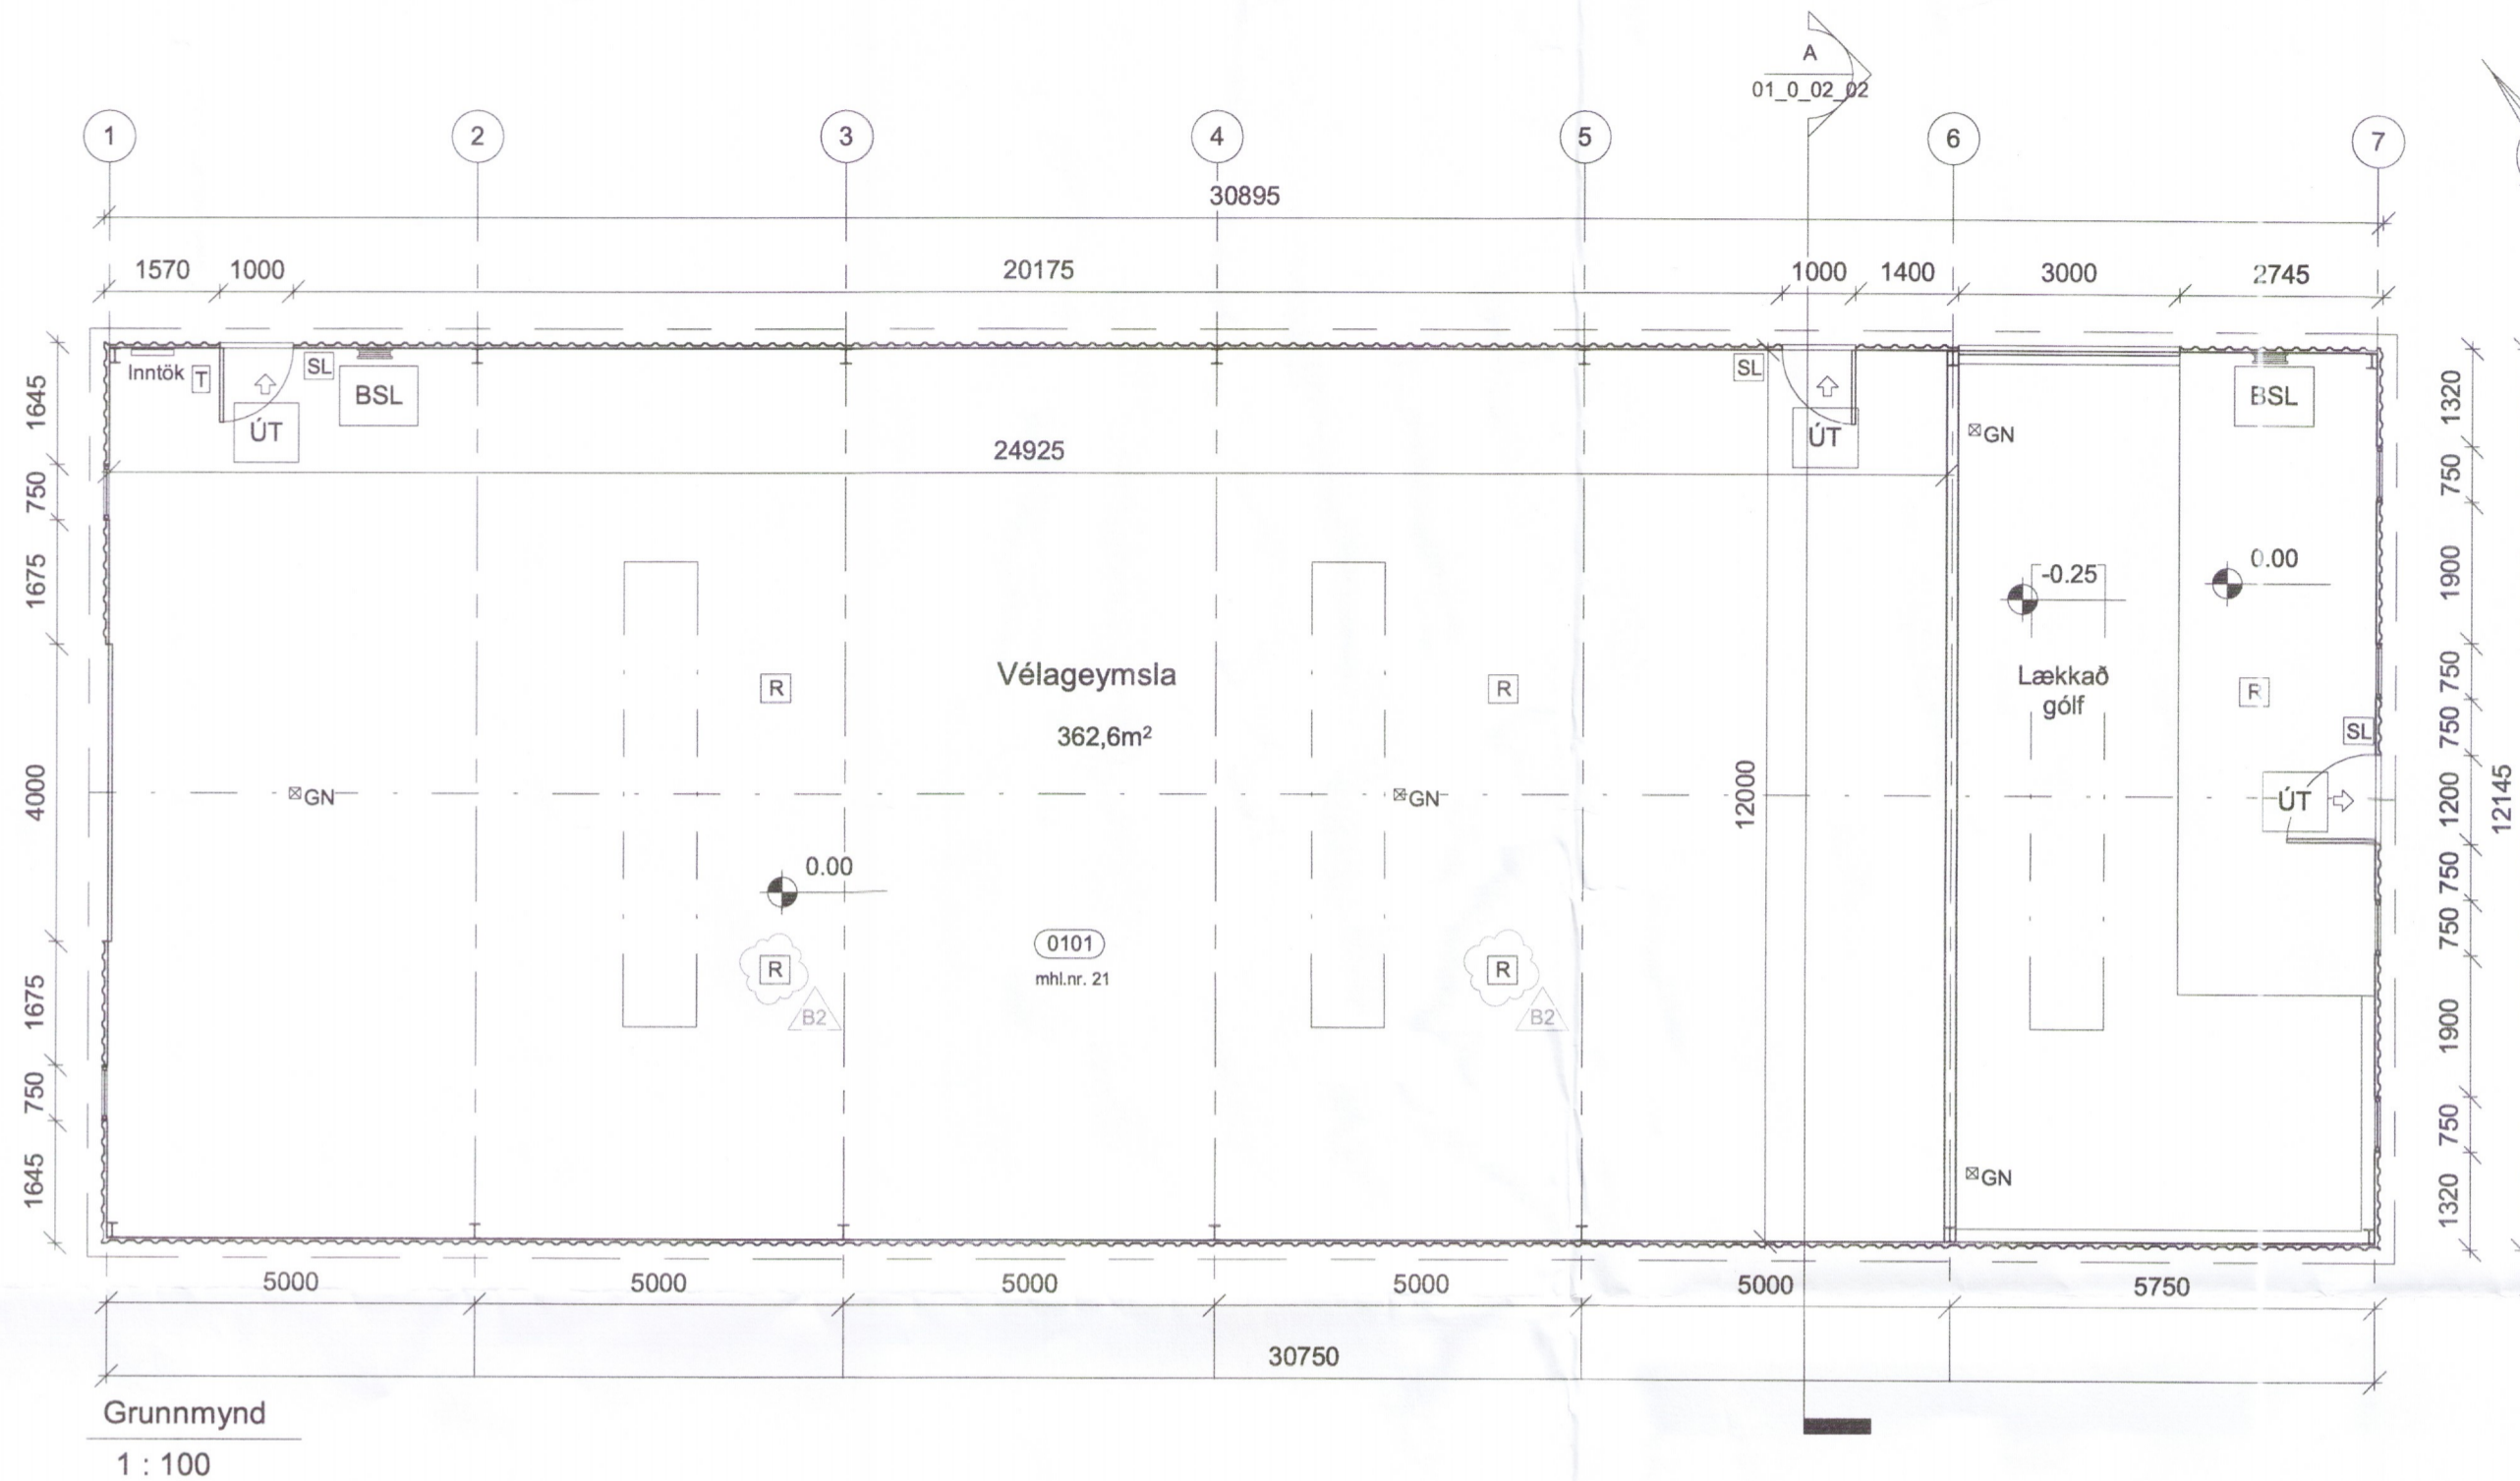 A
01_0_02_02
1 2 3 4 5 6 7
30895
1570 1000 20175 1000 1400 3000 2745
Inntök T SL BSL SL BSL
ÚT ÚT
GN
24925
0.00
-0.25
Vélageymsla
362,6m²
Lækkað
gólf
R R R
SL
ÚT
GN GN
12000
0.00
0101
mhl.nr. 21
R R
B2 B2
GN
1645
750
1675
4000
1675
750
1645
1320
750
1900
750
750
1200
750
750
1900
750
1320
12145
5000 5000 5000 5000 5000 5750
30750
Grunnmynd
1 : 100